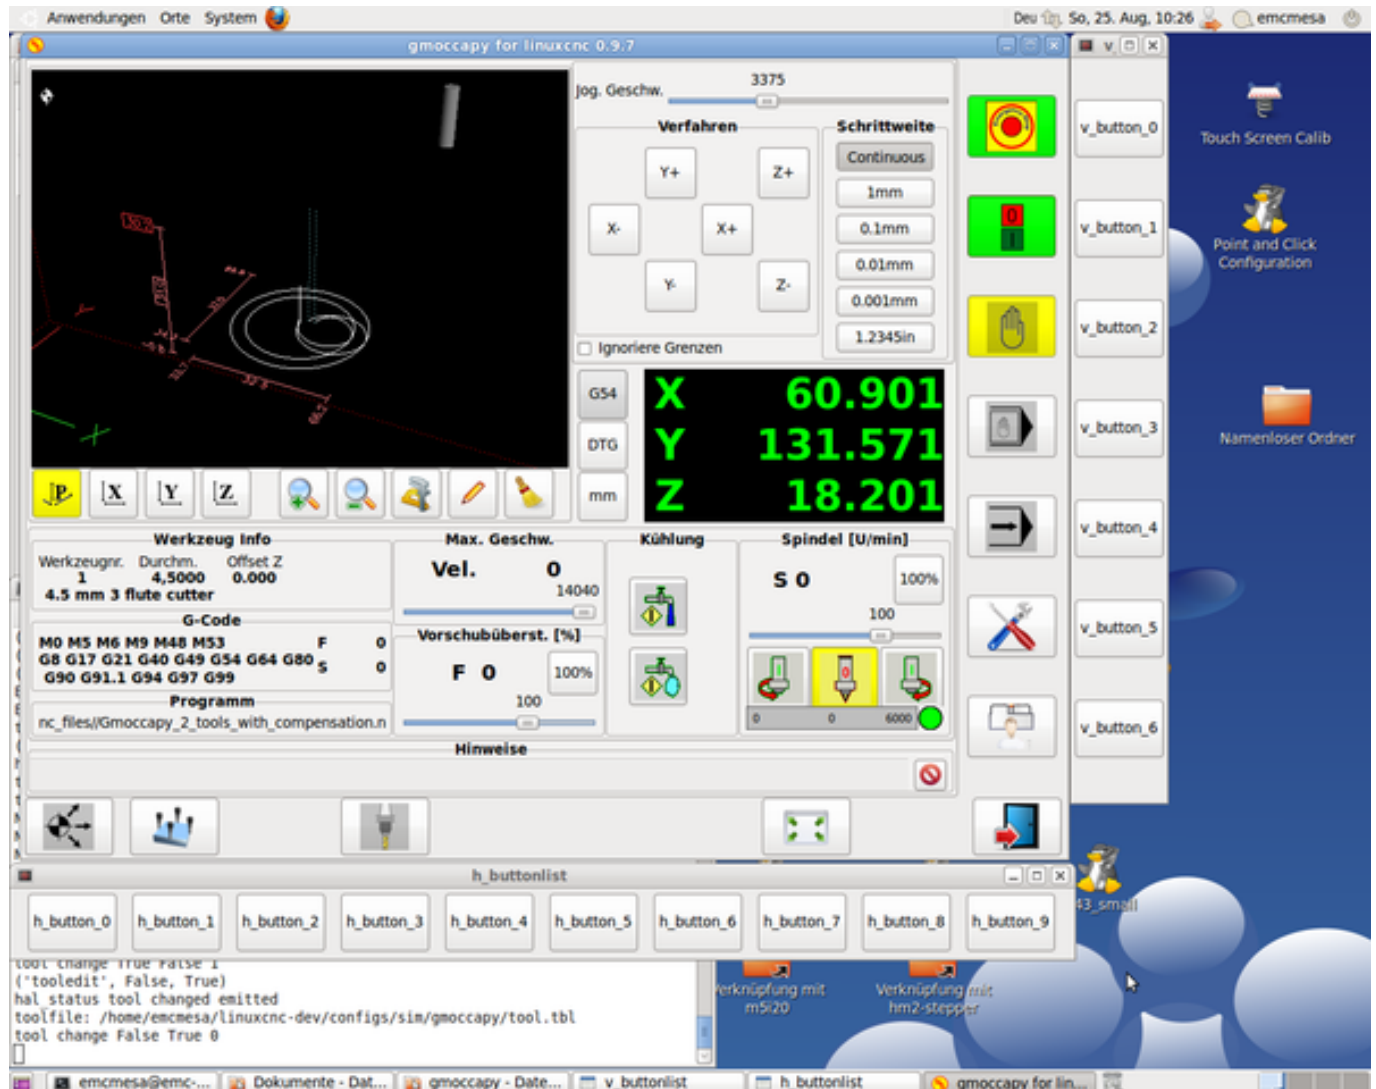 Anwendungen Orte System
Deu So, 25. Aug, 10:26 emcmesa
gmoccapy for linuxcnc 0.9.7
v
Jog. Geschw.
3375
Verfahren
Schrittweite
Y+
Z+
X-
X+
Y-
Z-
Continuous
1mm
0.1mm
0.01mm
0.001mm
1.2345in
Ignoriere Grenzen
v_button_0
v_button_1
v_button_2
v_button_3
v_button_4
v_button_5
v_button_6
Touch Screen Calib
Point and Click
Configuration
Namenloser Ordner
X
G54
DTG
mm
X 60.901
Y 131.571
Z 18.201
P X Y Z
Werkzeug Info
Werkzeugnr. Durchm. Offset Z
1 4,5000 0.000
4.5 mm 3 flute cutter
G-Code
M0 M5 M6 M9 M48 M53
G8 G17 G21 G40 G49 G54 G64 G80
G90 G91.1 G94 G97 G99
F 0
S 0
Programm
nc_files//Gmoccapy_2_tools_with_compensation.n
Max. Geschw.
Vel. 0
14040
Vorschubüberst. [%]
F 0
100%
100
Kühlung
Spindel [U/min]
S 0
100%
100
0 0 6000
Hinweise
h_buttonlist
h_button_0
h_button_1
h_button_2
h_button_3
h_button_4
h_button_5
h_button_6
h_button_7
h_button_8
h_button_9
43_small
tool change True False 1
('tooledit', False, True)
hal status tool changed emitted
toolfile: /home/emcmesa/linuxcnc-dev/configs/sim/gmoccapy/tool.tbl
tool change False True 0
Verknüpfung mit
m5i20
Verknüpfung mit
hm2-stepper
emcmesa@emc-...
Dokumente - Dat...
gmoccapy - Date...
v_buttonlist
h_buttonlist
gmoccapy for lin...